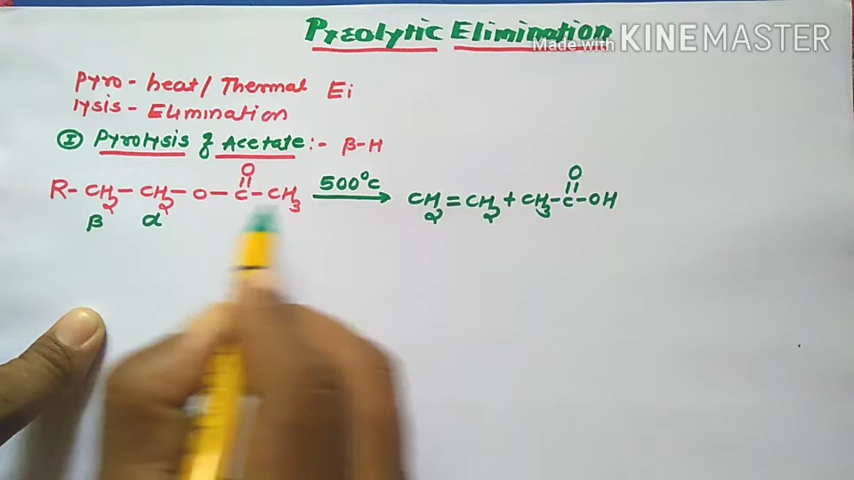 Pyrolytic Elimination
Made with KINEMASTER
Pyro - heat / Thermal Ei
lysis - Elimination
I Pyrolysis of Acetate :- β-H
R-CH2-CH2-O-C(=O)-CH3 500°C → CH2=CH2 + CH3-C(=O)-OH
β α